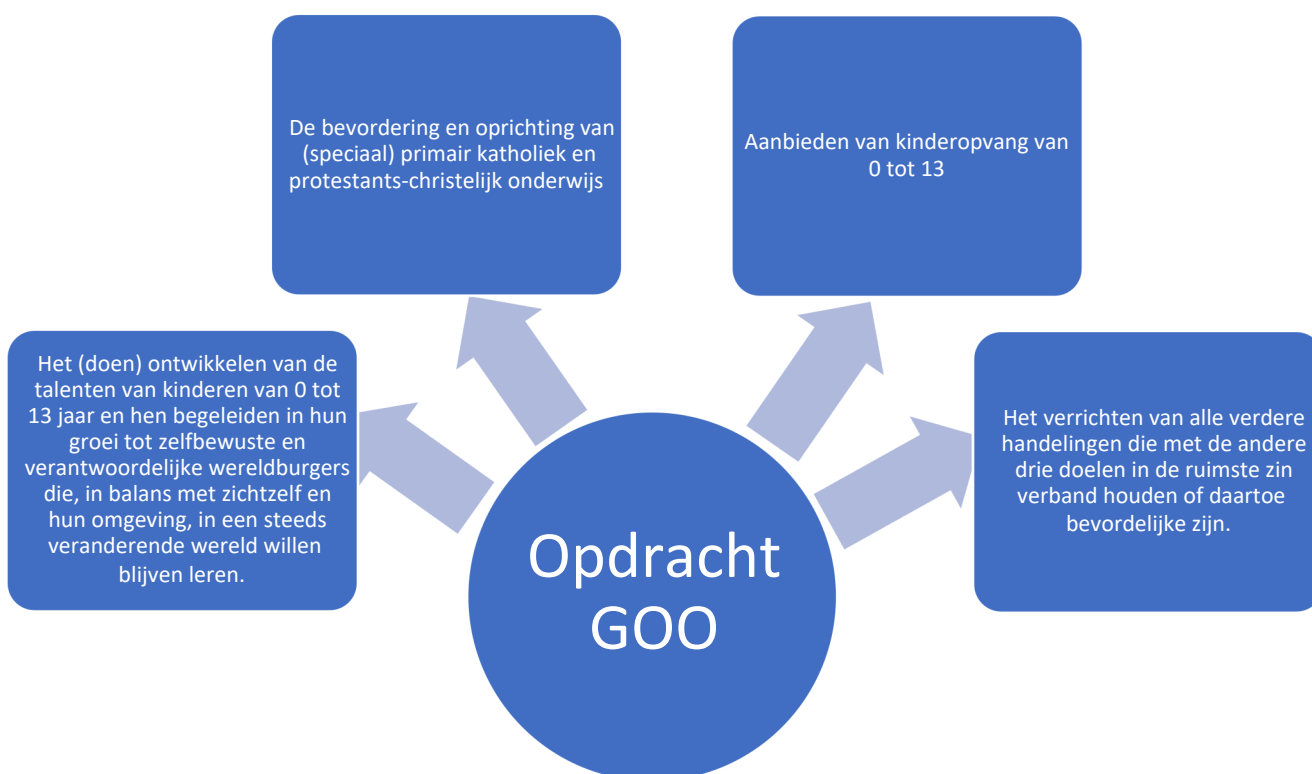 De bevordering en oprichting van
(speciaal) primair katholiek en
protestants-christelijk onderwijs
Aanbieden van kinderopvang van
0 tot 13
Het (doen) ontwikkelen van de
talenten van kinderen van 0 tot
13 jaar en hen begeleiden in hun
groei tot zelfbewuste en
verantwoordelijke wereldburgers
die, in balans met zichtzelf en
hun omgeving, in een steeds
veranderende wereld willen
blijven leren.
Het verrichten van alle verdere
handelingen die met de andere
drie doelen in de ruimste zin
verband houden of daartoe
bevordelijke zijn.
Opdracht
GOO